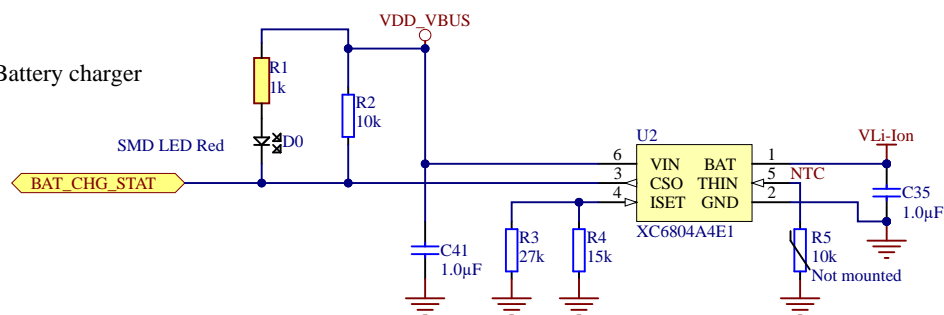 VDD_VBUS
Battery charger
R1
1k
R2
10k
SMD LED Red
D0
BAT_CHG_STAT
U2
6 VIN BAT 1
3 CSO THIN 5 NTC
4 ISET GND 2
XC6804A4E1
VLi-Ion
C35
1.0µF
C41
1.0µF
R3
27k
R4
15k
R5
10k
Not mounted